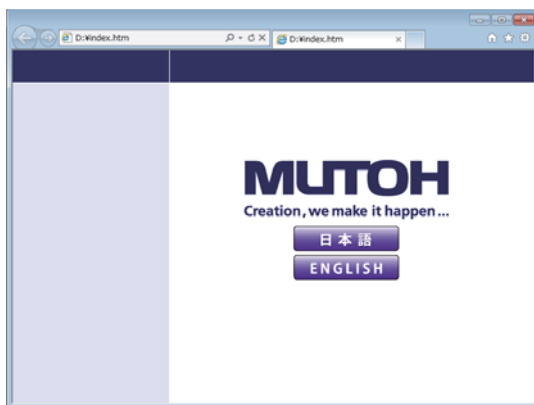 D:¥index.htm
D:¥index.htm
MUTOH
Creation, we make it happen...
日本語
ENGLISH